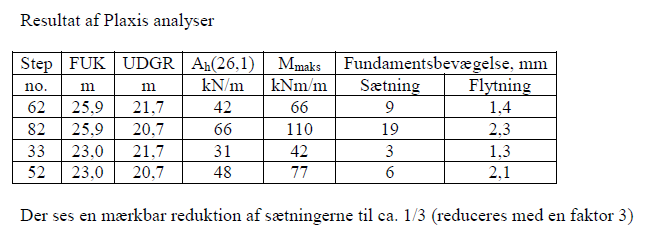 Resultat af Plaxis analyser
Step FUK UDGR Ah(26,1) Mmaks Fundamentsbevægelse, mm
no. m m kN/m kNm/m Sætning Flytning
62 25,9 21,7 42 66 9 1,4
82 25,9 20,7 66 110 19 2,3
33 23,0 21,7 31 42 3 1,3
52 23,0 20,7 48 77 6 2,1
Der ses en mærkbar reduktion af sætningerne til ca. 1/3 (reduceres med en faktor 3)